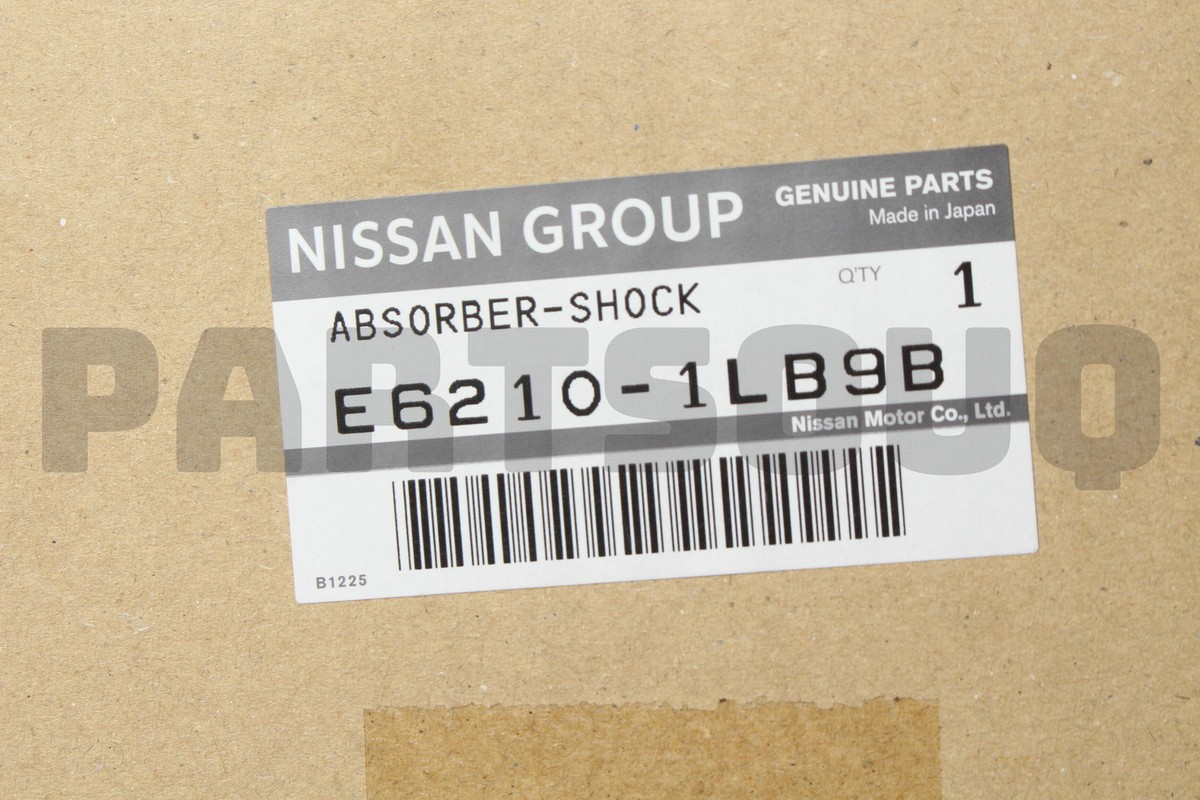 NISSAN GROUP
GENUINE PARTS
Made in Japan
ABSORBER-SHOCK
Q'TY
1
E6210-1LB9B
Nissan Motor Co., Ltd.
B1225
PARTSOUQ